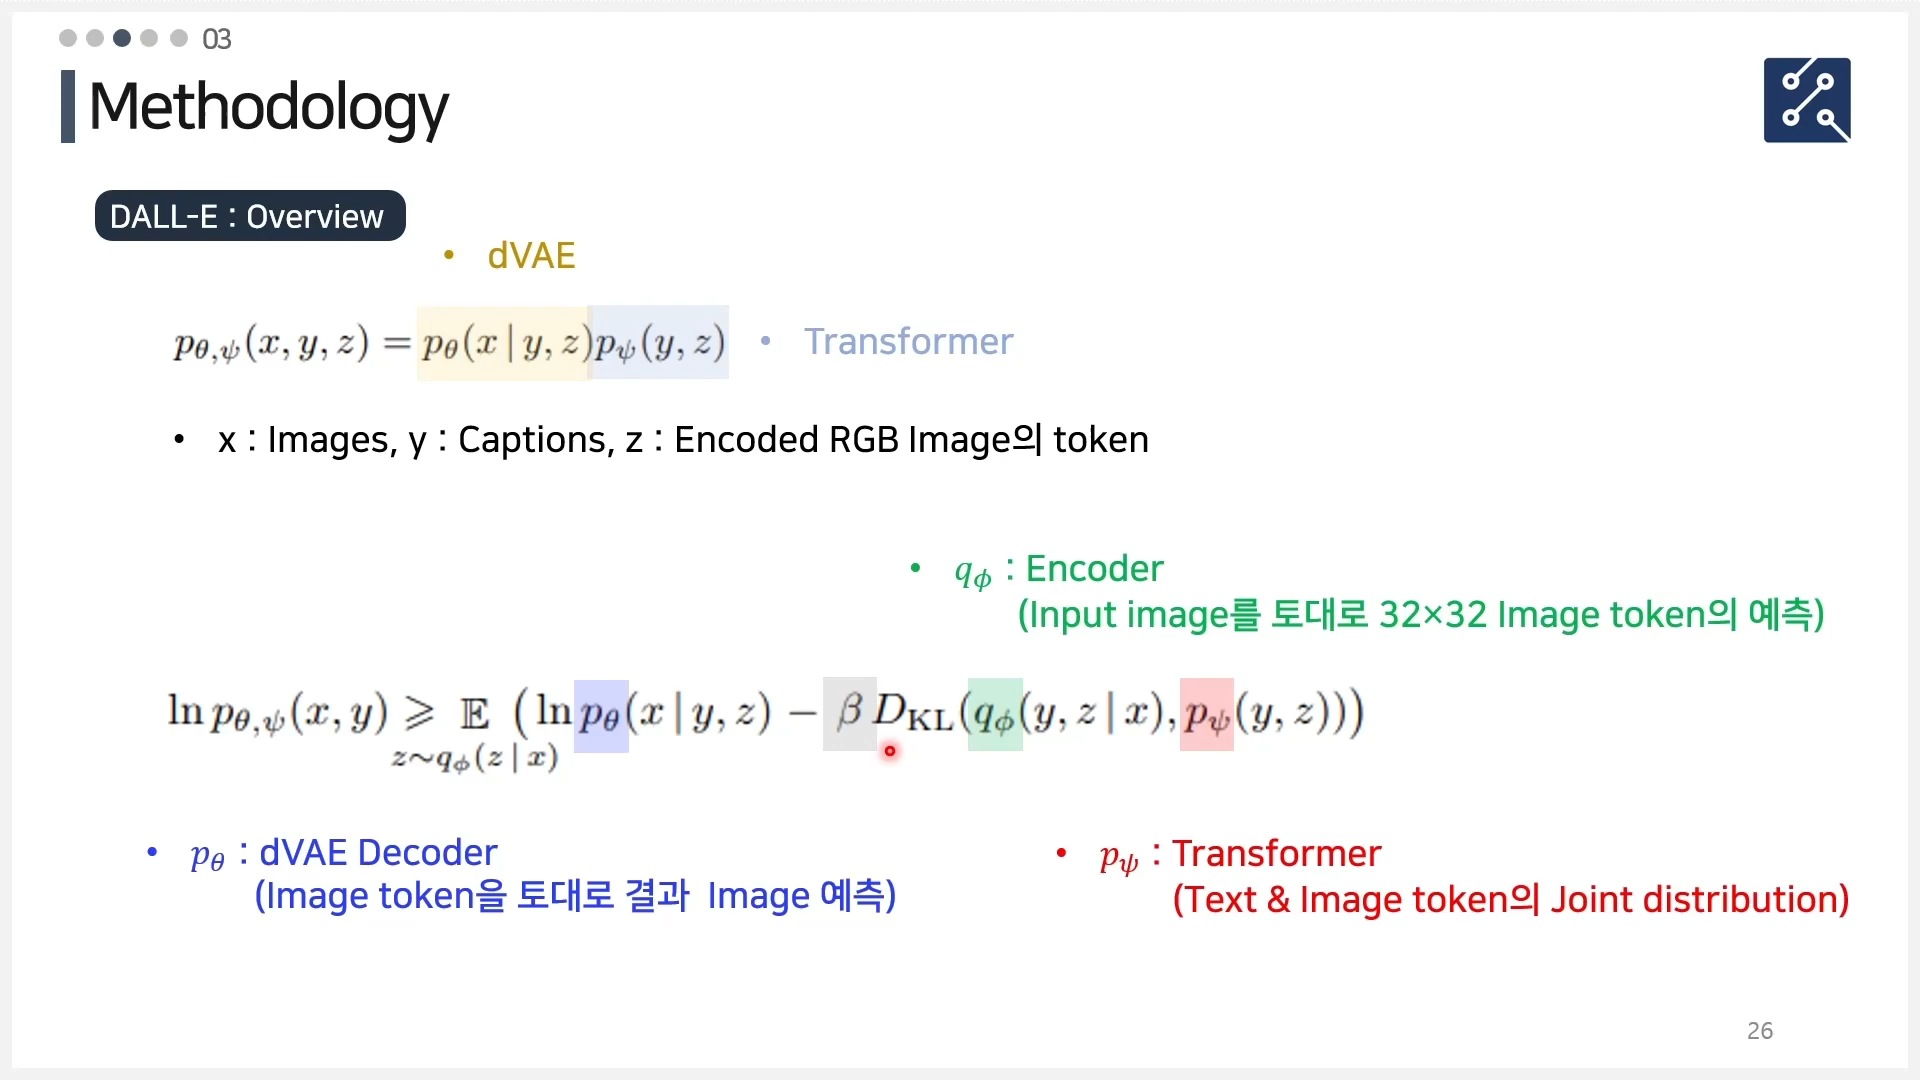 03
Methodology
DALL-E : Overview
• dVAE
p_{θ,ψ}(x, y, z) = p_θ(x | y, z)p_ψ(y, z)
• Transformer
• x : Images, y : Captions, z : Encoded RGB Image의 token
• q_ϕ : Encoder
(Input image를 토대로 32×32 Image token의 예측)
ln p_{θ,ψ}(x, y) ⩾ 𝔼 (ln p_θ(x | y, z) − β D_{KL}(q_ϕ(y, z | x), p_ψ(y, z)))
z∼q_ϕ(z | x)
• p_θ : dVAE Decoder
(Image token을 토대로 결과 Image 예측)
• p_ψ : Transformer
(Text & Image token의 Joint distribution)
26